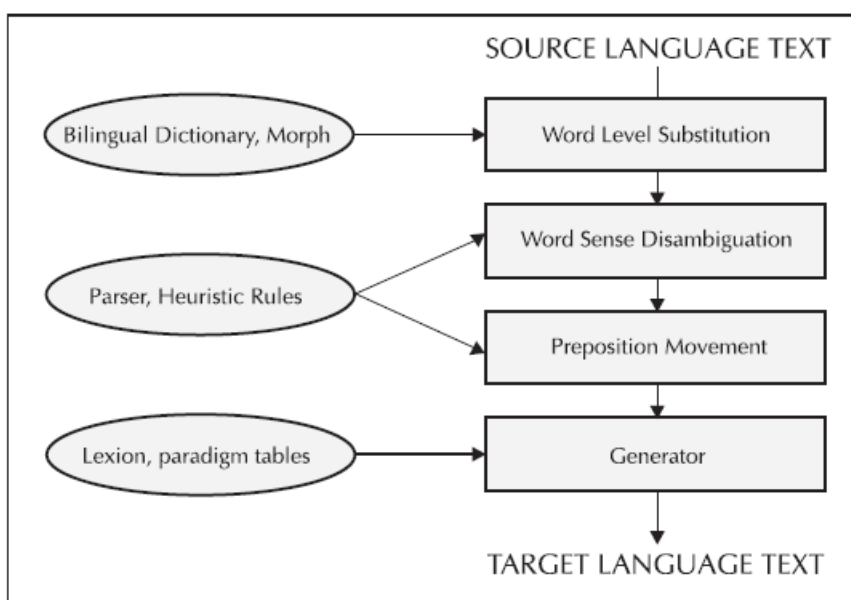 SOURCE LANGUAGE TEXT
Bilingual Dictionary, Morph
Word Level Substitution
Word Sense Disambiguation
Parser, Heuristic Rules
Preposition Movement
Lexion, paradigm tables
Generator
TARGET LANGUAGE TEXT